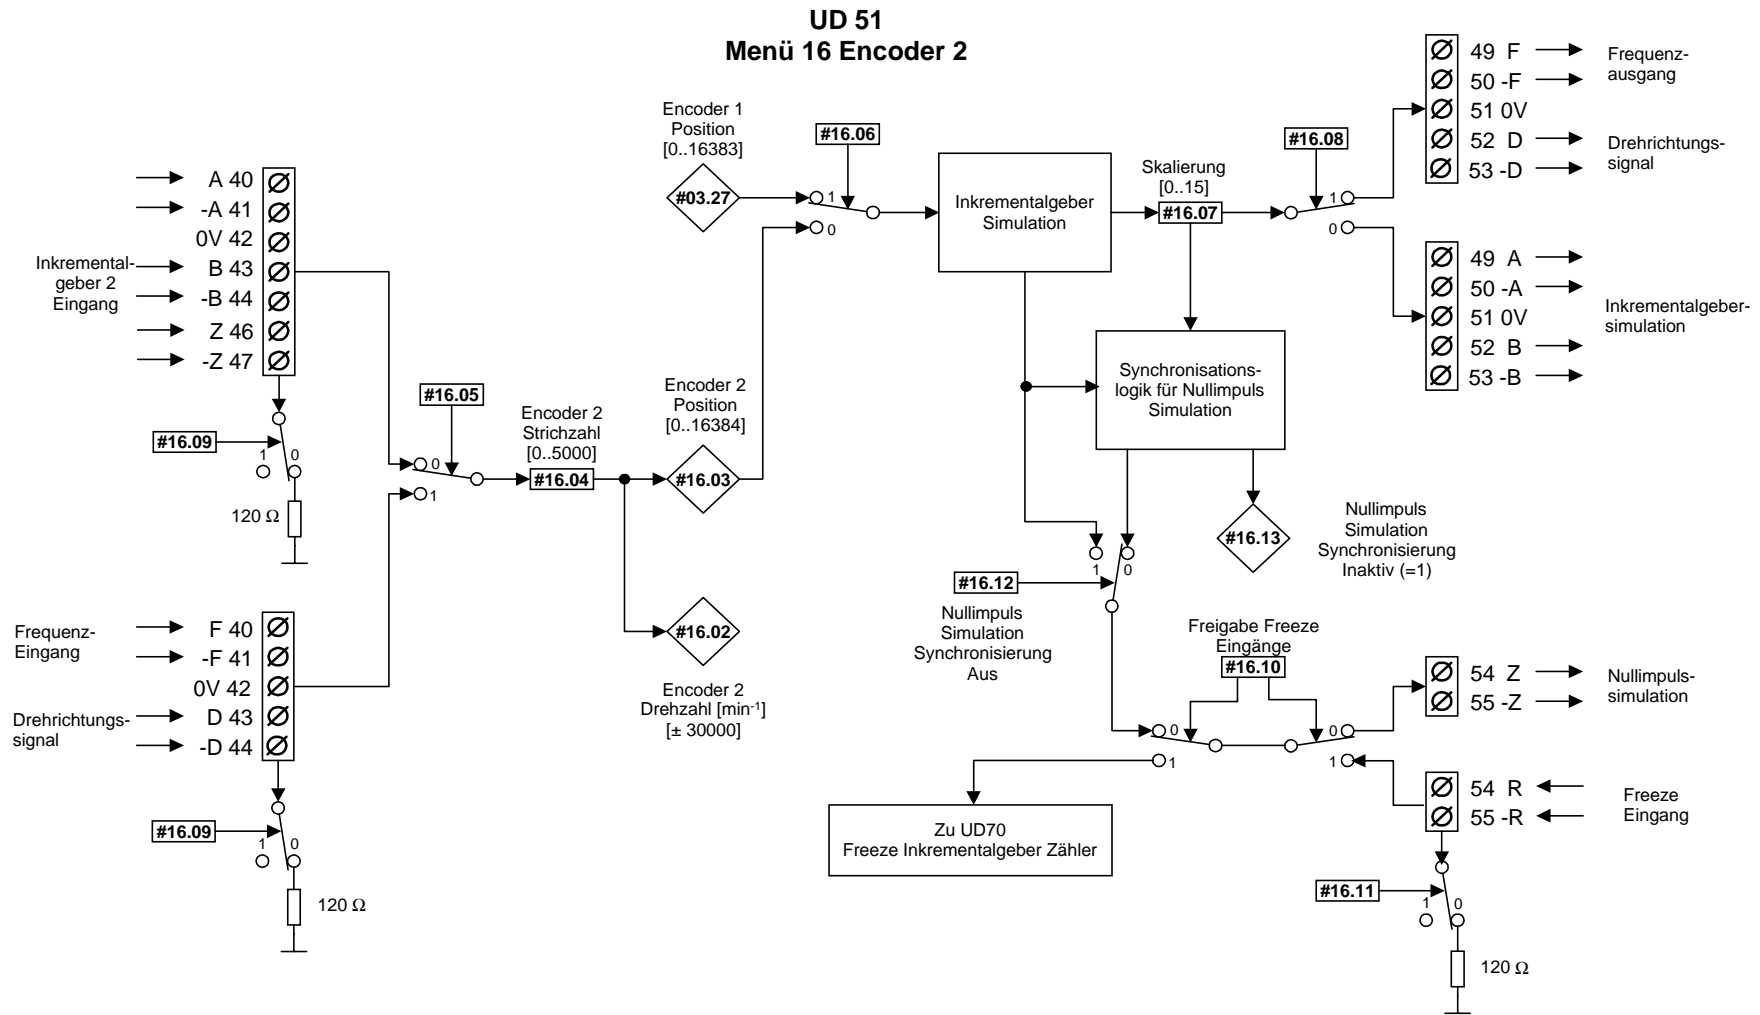 UD 51
Menü 16 Encoder 2
A 40
-A 41
0V 42
B 43
-B 44
Z 46
-Z 47
Inkremental-
geber 2
Eingang
#16.09
1
0
120 Ω
Frequenz-
Eingang
Drehrichtungs-
signal
F 40
-F 41
0V 42
D 43
-D 44
#16.09
1
0
120 Ω
#16.05
0
1
Encoder 2
Strichzahl
[0..5000]
#16.04
Encoder 1
Position
[0..16383]
#03.27
Encoder 2
Position
[0..16384]
#16.03
#16.02
Encoder 2
Drehzahl [min-1]
[± 30000]
#16.06
1
0
Inkrementalgeber
Simulation
Skalierung
[0..15]
#16.07
#16.08
1
0
Synchronisations-
logik für Nullimpuls
Simulation
#16.13
Nullimpuls
Simulation
Synchronisierung
Inaktiv (=1)
1
0
#16.12
Nullimpuls
Simulation
Synchronisierung
Aus
Freigabe Freeze
Eingänge
#16.10
0
1
0
1
Zu UD70
Freeze Inkrementalgeber Zähler
49 F
50 -F
51 0V
52 D
53 -D
Frequenz-
ausgang
Drehrichtungs-
signal
49 A
50 -A
51 0V
52 B
53 -B
Inkrementalgeber-
simulation
54 Z
55 -Z
Nullimpuls-
simulation
54 R
55 -R
Freeze
Eingang
#16.11
1
0
120 Ω